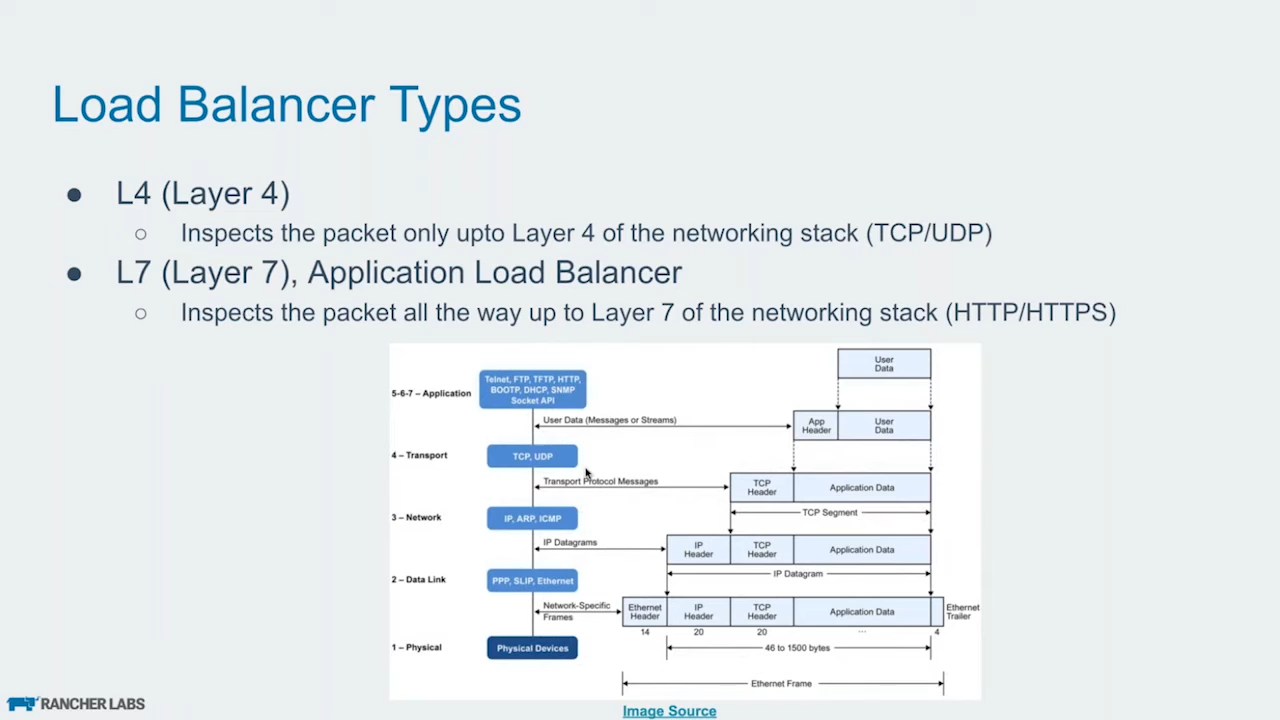 Load Balancer Types
● L4 (Layer 4)
○ Inspects the packet only upto Layer 4 of the networking stack (TCP/UDP)
● L7 (Layer 7), Application Load Balancer
○ Inspects the packet all the way up to Layer 7 of the networking stack (HTTP/HTTPS)
User
Data
5-6-7 – Application
Telnet, FTP, TFTP, HTTP,
BOOTP, DHCP, SNMP
Socket API
User Data (Messages or Streams)
App
Header
User
Data
4 – Transport
TCP, UDP
Transport Protocol Messages
TCP
Header
Application Data
TCP Segment
3 – Network
IP, ARP, ICMP
IP Datagrams
IP
Header
TCP
Header
Application Data
IP Datagram
2 – Data Link
PPP, SLIP, Ethernet
Network-Specific
Frames
Ethernet
Header
IP
Header
TCP
Header
Application Data
Ethernet
Trailer
14 20 20 ... 4
1 – Physical
Physical Devices
46 to 1500 bytes
Ethernet Frame
RANCHER LABS
Image Source